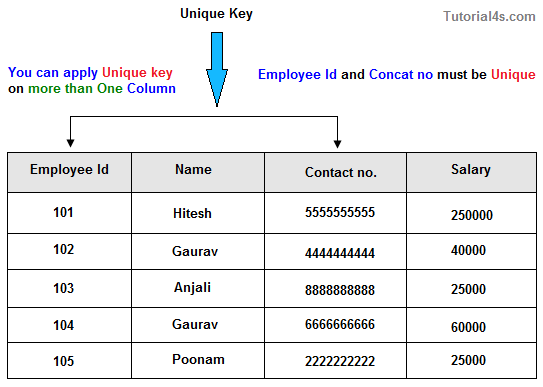 Unique Key
Tutorial4s.com
You can apply Unique key
on more than One Column
Employee Id and Concat no must be Unique
Employee Id Name Contact no. Salary
101 Hitesh 5555555555 250000
102 Gaurav 4444444444 40000
103 Anjali 8888888888 25000
104 Gaurav 6666666666 60000
105 Poonam 2222222222 25000